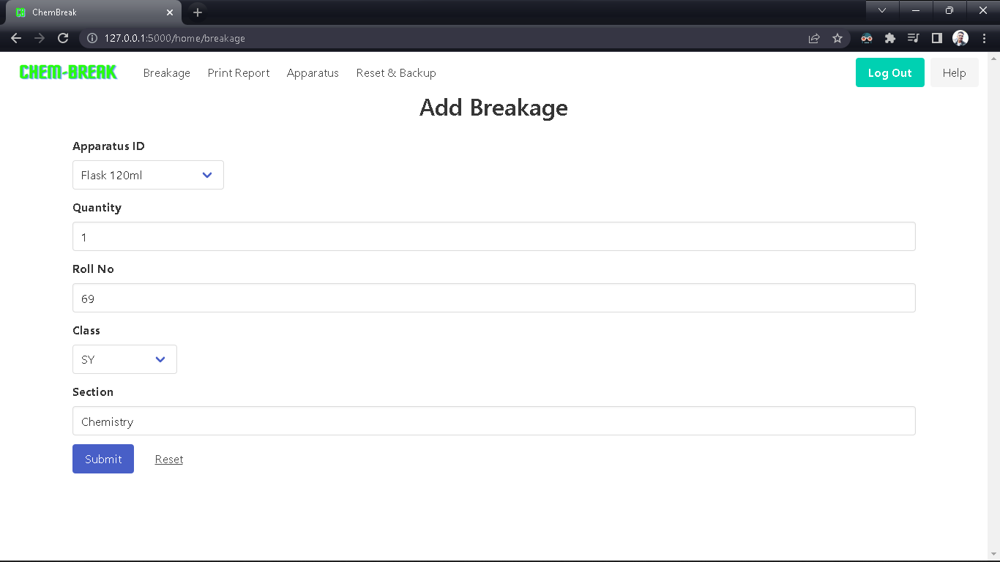 ChemBreak
127.0.0.1:5000/home/breakage
CHEM-BREAK Breakage Print Report Apparatus Reset & Backup Log Out Help
Add Breakage
Apparatus ID
Flask 120ml
Quantity
1
Roll No
69
Class
SY
Section
Chemistry
Submit Reset